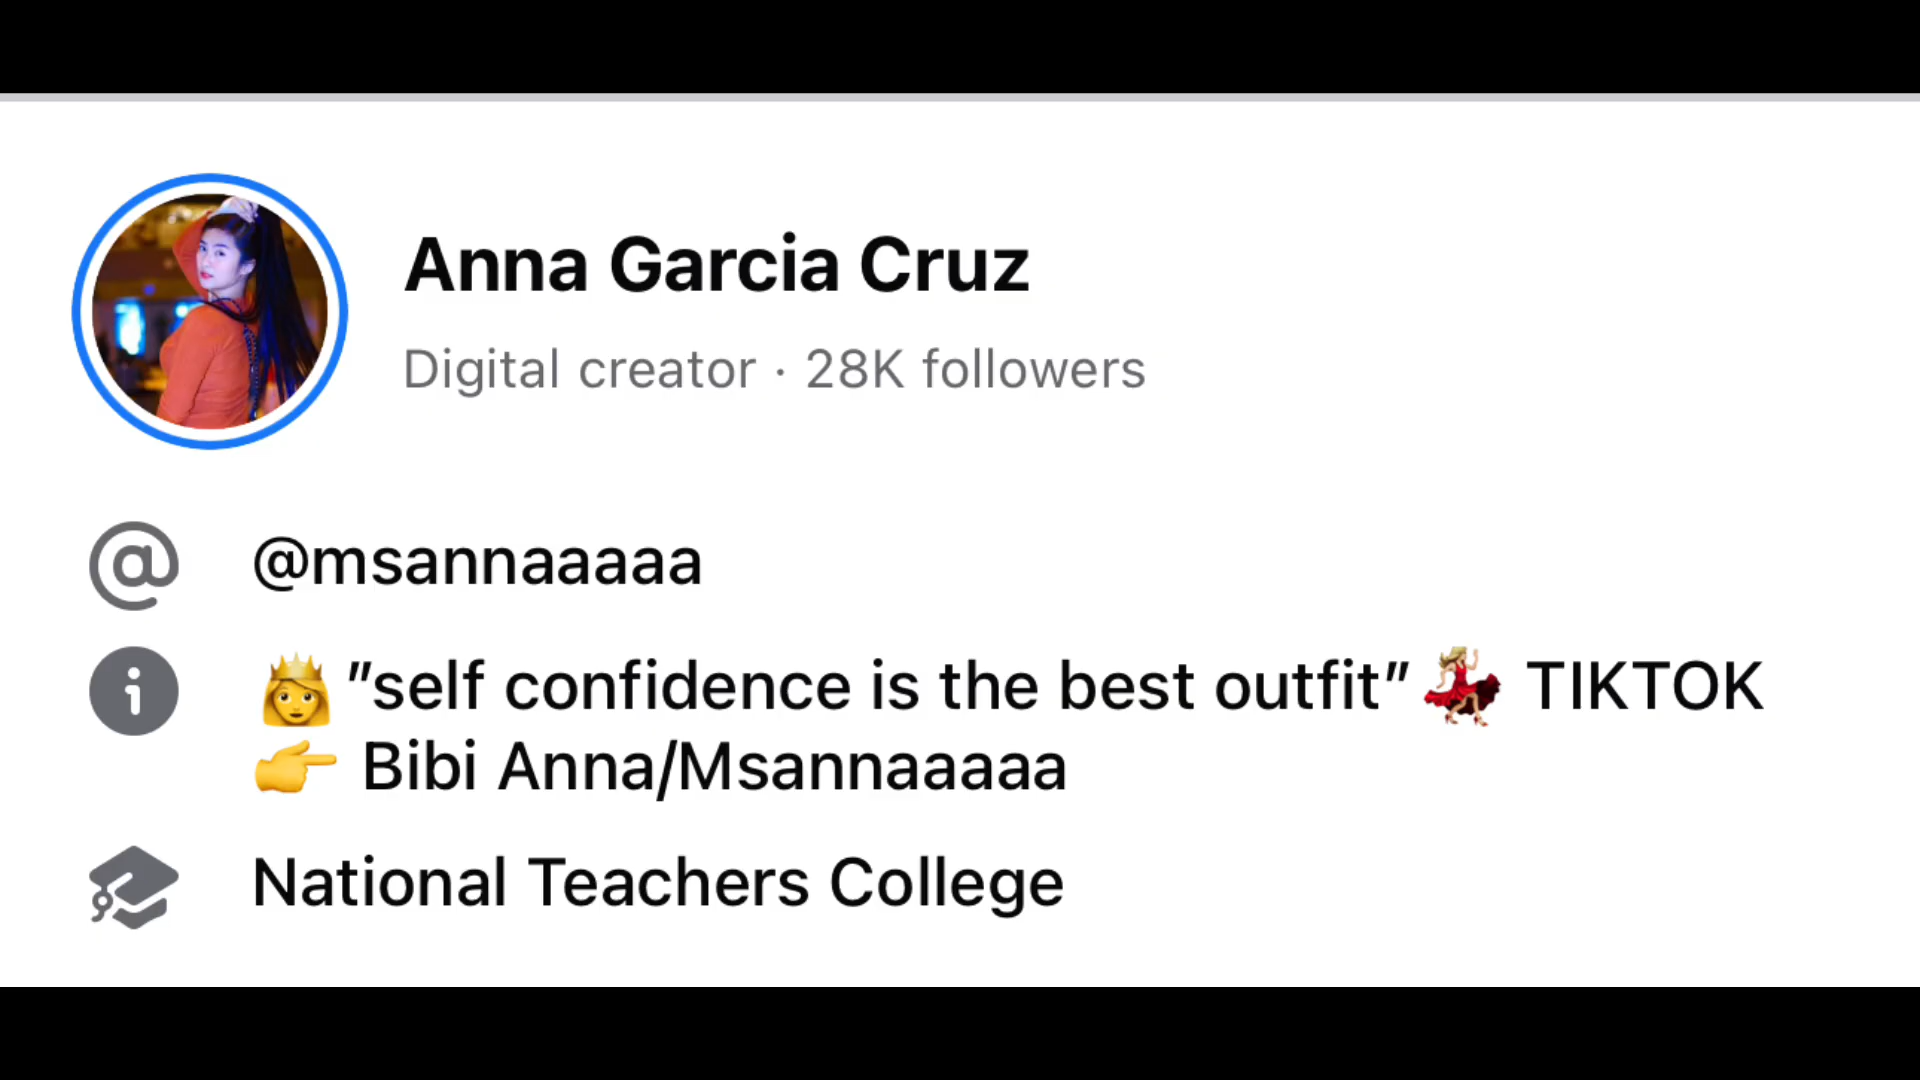 Anna Garcia Cruz
Digital creator · 28K followers
@msannaaaaa
👸"self confidence is the best outfit"💃 TIKTOK
👉 Bibi Anna/Msannaaaaa
National Teachers College